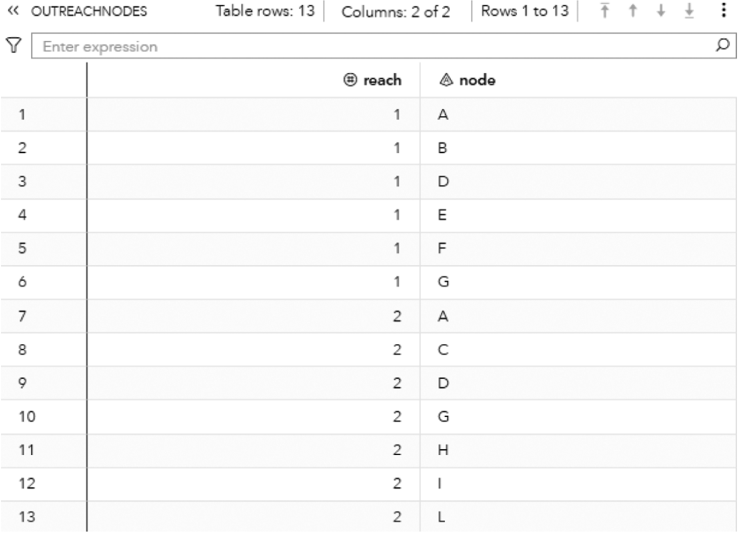 OUTREACHNODES Table rows: 13 Columns: 2 of 2 Rows 1 to 13
Enter expression
reach node
1 1 A
2 1 B
3 1 D
4 1 E
5 1 F
6 1 G
7 2 A
8 2 C
9 2 D
10 2 G
11 2 H
12 2 I
13 2 L